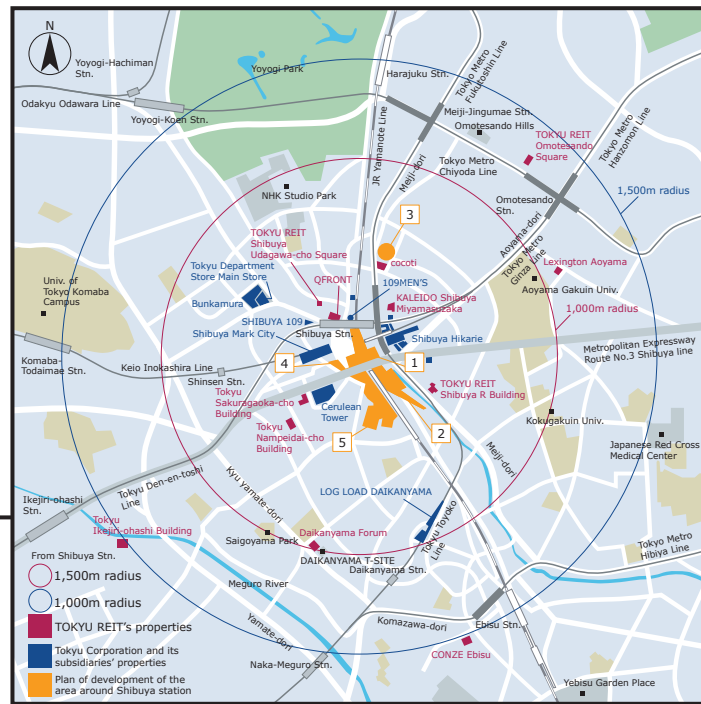 N
Yoyogi-Hachiman
Stn.
Yoyogi Park
Harajuku Stn.
Tokyo Metro
Fukutoshin Line
Odakyu Odawara Line
Yoyogi-Koen Stn.
Meiji-Jingumae Stn.
Omotesando Hills
TOKYU REIT
Omotesando
Square
Tokyo Metro
Hanzomon Line
JR Yamanote Line
Meiji-dori
Tokyo Metro
Chiyoda Line
NHK Studio Park
Omotesando
Stn.
1,500m radius
3
Aoyama-dori
Tokyo Metro
Ginza Line
TOKYU REIT
Shibuya
Udagawa-cho Square
cocoti
Lexington Aoyama
Tokyu Department
Store Main Store
QFRONT
109MEN'S
Aoyama Gakuin Univ.
Univ. of
Tokyo Komaba
Campus
Bunkamura
KALEIDO Shibuya
Miyamasuzaka
1,000m radius
SHIBUYA 109
Shibuya Stn.
Shibuya Mark City
Shibuya Hikarie
Metropolitan Expressway
Route No.3 Shibuya line
Komaba-
Todaimae Stn.
Keio Inokashira Line
4
1
Shinsen Stn.
Tokyu
Sakuragaoka-cho
Building
Cerulean
Tower
TOKYU REIT
Shibuya R Building
Kokugakuin Univ.
Tokyu
Nampeidai-cho
Building
5
2
Japanese Red Cross
Medical Center
Meiji-dori
Tokyu Den-en-toshi
Line
Kyu yamate-dori
Ikejiri-ohashi
Stn.
LOG LOAD DAIKANYAMA
Tokyu
Ikejiri-ohashi Building
Saigoyama Park
Daikanyama Forum
Tokyu Toyoko
Line
DAIKANYAMA T-SITE
Daikanyama Stn.
Tokyo Metro
Hibiya Line
From Shibuya Stn.
1,500m radius
1,000m radius
TOKYU REIT's properties
Tokyu Corporation and its
subsidiaries' properties
Plan of development of the
area around Shibuya station
Meguro River
Yamate-dori
Komazawa-dori
Ebisu Stn.
Naka-Meguro Stn.
CONZE Ebisu
Yebisu Garden Place